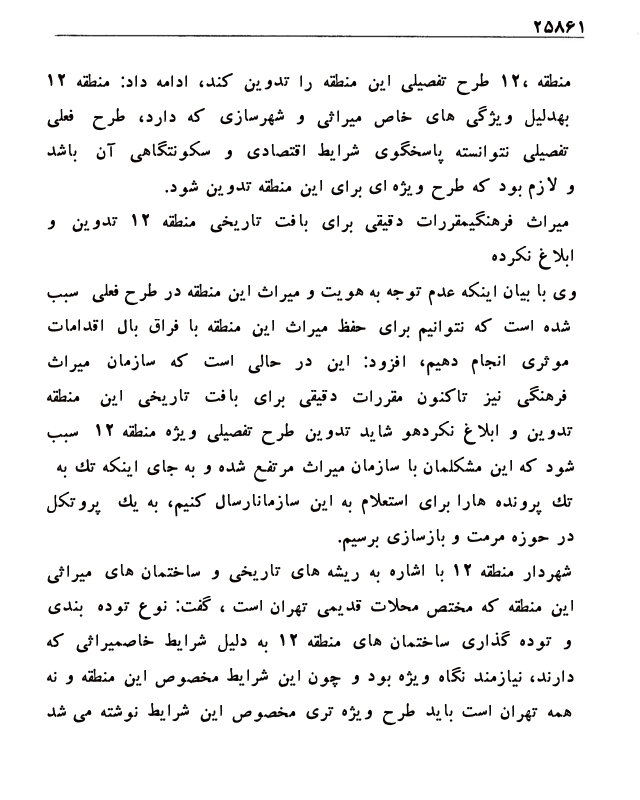 ۲۵۸۶۱
منطقه ۱۲، طرح تفصیلی این منطقه را تدوین کند، ادامه داد: منطقه ۱۲
بهدلیل ویژگی های خاص میراثی و شهرسازی که دارد، طرح فعلی
تفصیلی نتوانسته پاسخگوی شرایط اقتصادی و سکونتگاهی آن باشد
و لازم بود که طرح ویژه ای برای این منطقه تدوین شود.
میراث فرهنگیمقررات دقیقی برای بافت تاریخی منطقه ۱۲ تدوین و
ابلاغ نکرده
وی با بیان اینکه عدم توجه به هویت و میراث این منطقه در طرح فعلی سبب
شده است که نتوانیم برای حفظ میراث این منطقه با فراق بال اقدامات
موثری انجام دهیم، افزود: این در حالی است که سازمان میراث
فرهنگی نیز تاکنون مقررات دقیقی برای بافت تاریخی این منطقه
تدوین و ابلاغ نکردهو شاید تدوین طرح تفصیلی ویژه منطقه ۱۲ سبب
شود که این مشکلمان با سازمان میراث مرتفع شده و به جای اینکه تك به
تك پرونده هارا برای استعلام به این سازمانارسال کنیم، به یك پروتکل
در حوزه مرمت و بازسازی برسیم.
شهردار منطقه ۱۲ با اشاره به ریشه های تاریخی و ساختمان های میراثی
این منطقه که مختص محلات قدیمی تهران است ، گفت: نوع توده بندی
و توده گذاری ساختمان های منطقه ۱۲ به دلیل شرایط خاصمیراثی که
دارند، نیازمند نگاه ویژه بود و چون این شرایط مخصوص این منطقه و نه
همه تهران است باید طرح ویژه تری مخصوص این شرایط نوشته می شد